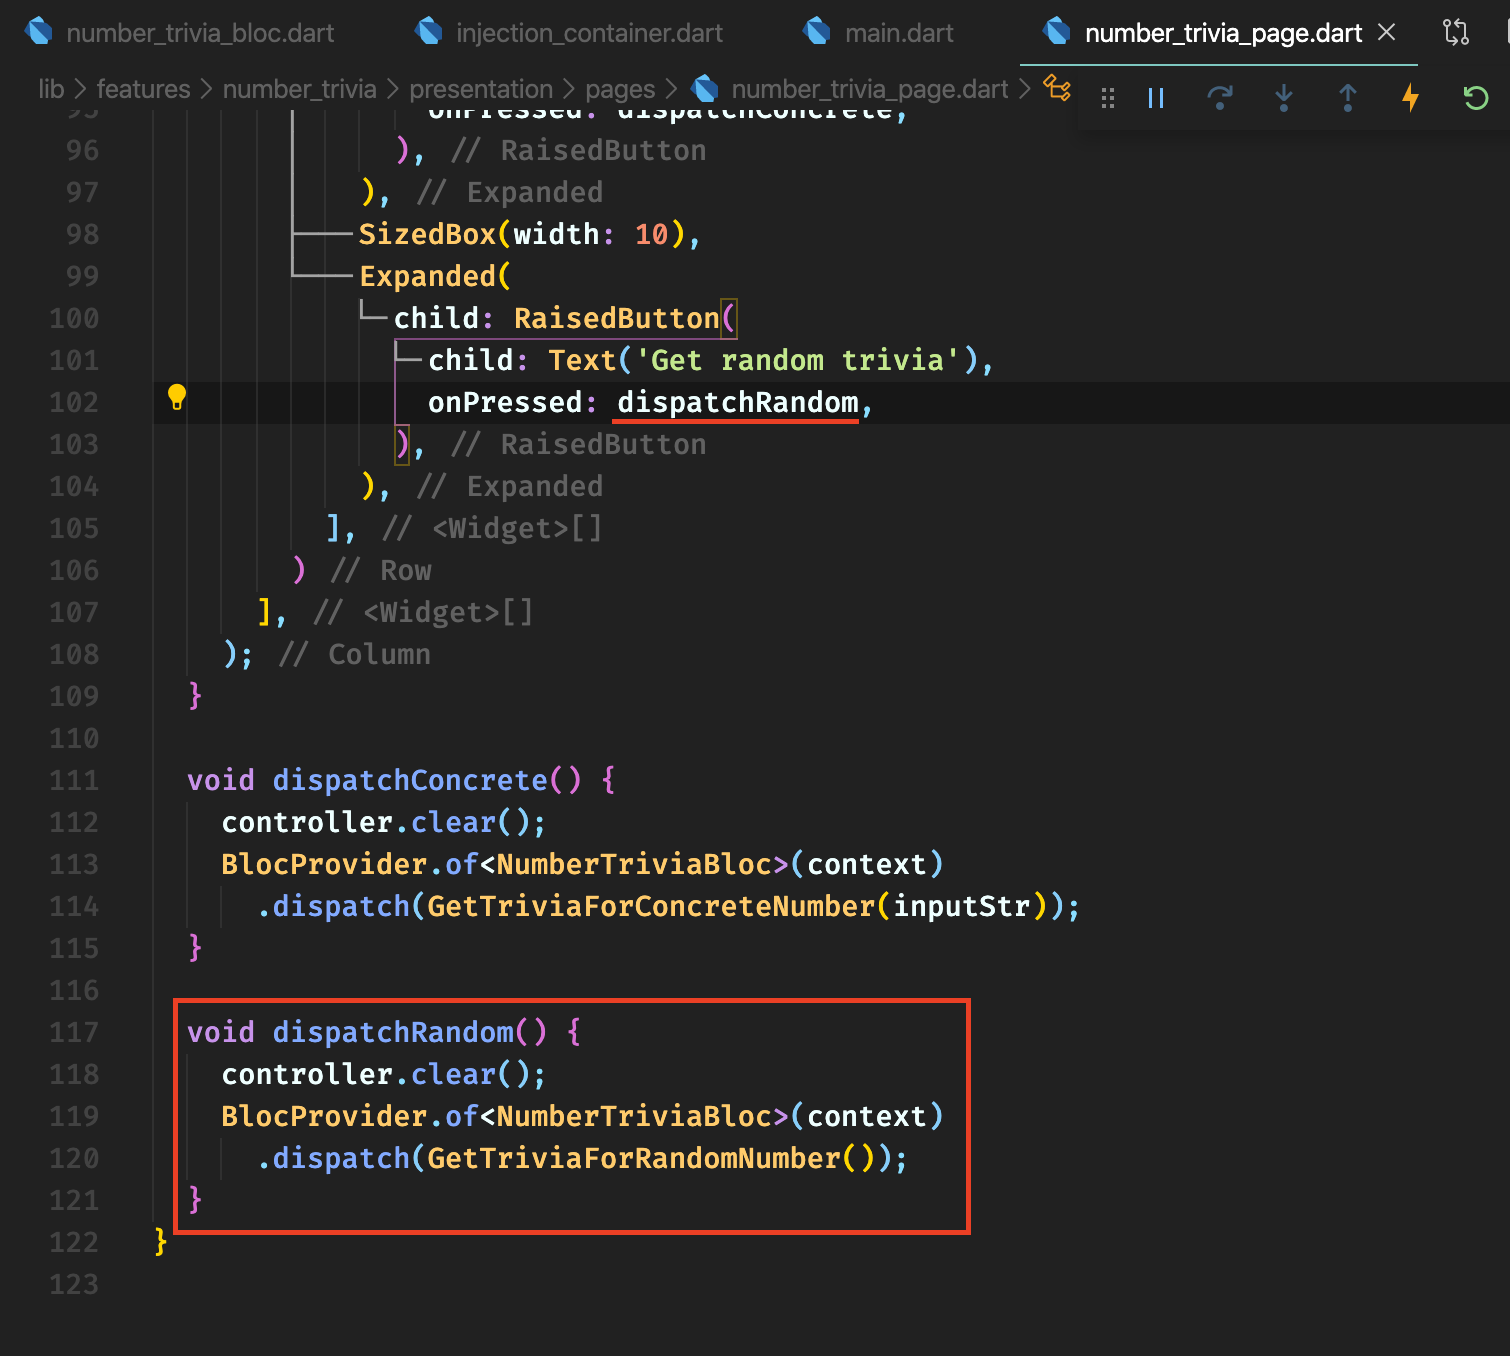 number_trivia_bloc.dart injection_container.dart main.dart number_trivia_page.dart
lib > features > number_trivia > presentation > pages > number_trivia_page.dart >
95 onPressed: dispatchConcrete,
96 ), // RaisedButton
97 ), // Expanded
98 SizedBox(width: 10),
99 Expanded(
100 child: RaisedButton(
101 child: Text('Get random trivia'),
102 onPressed: dispatchRandom,
103 ), // RaisedButton
104 ), // Expanded
105 ], // <Widget>[]
106 ) // Row
107 ], // <Widget>[]
108 ); // Column
109 }
110
111 void dispatchConcrete() {
112 controller.clear();
113 BlocProvider.of<NumberTriviaBloc>(context)
114 .dispatch(GetTriviaForConcreteNumber(inputStr));
115 }
116
117 void dispatchRandom() {
118 controller.clear();
119 BlocProvider.of<NumberTriviaBloc>(context)
120 .dispatch(GetTriviaForRandomNumber());
121 }
122 }
123